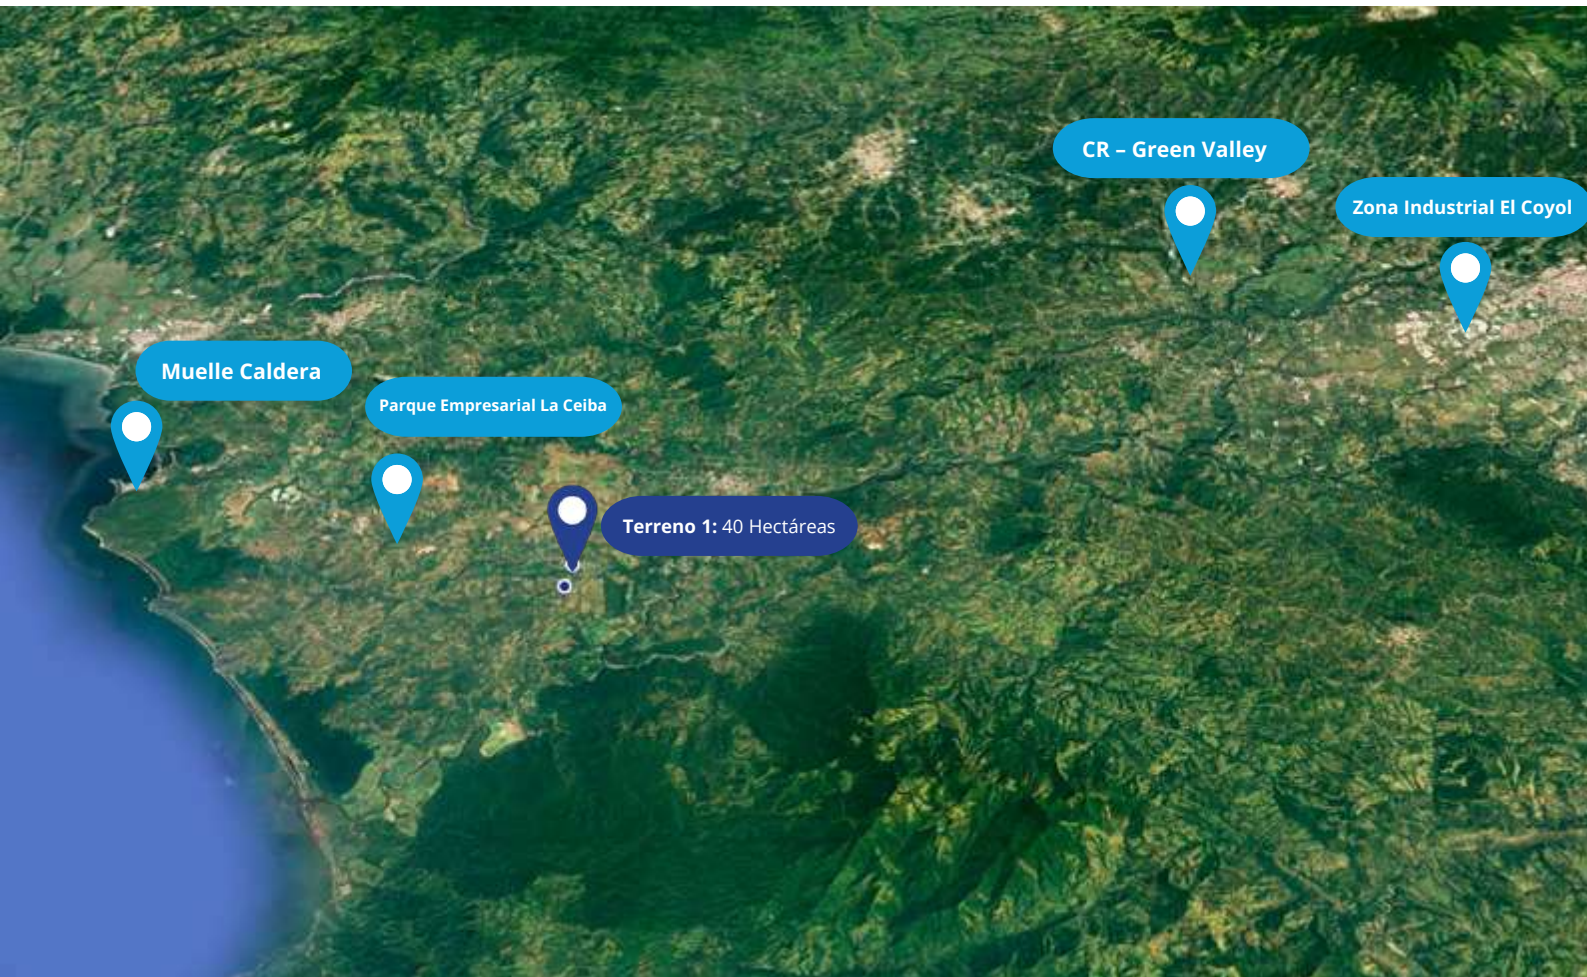 CR – Green Valley
Zona Industrial El Coyol
Muelle Caldera
Parque Empresarial La Ceiba
Terreno 1: 40 Hectáreas